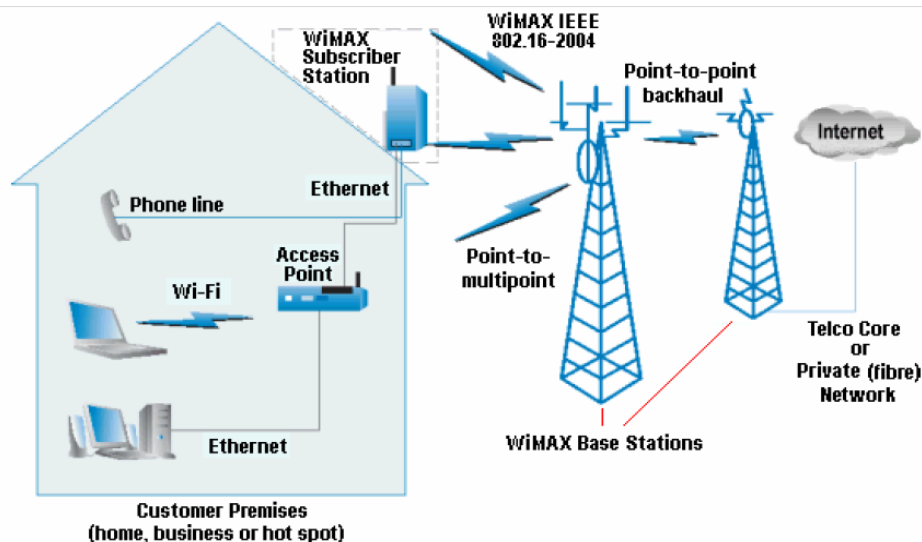 WiMAX IEEE
802.16-2004
WiMAX
Subscriber
Station
Point-to-point
backhaul
Internet
Ethernet
Phone line
Access
Point
Point-to-
multipoint
Wi-Fi
Telco Core
or
Private (fibre)
Network
Ethernet
WiMAX Base Stations
Customer Premises
(home, business or hot spot)